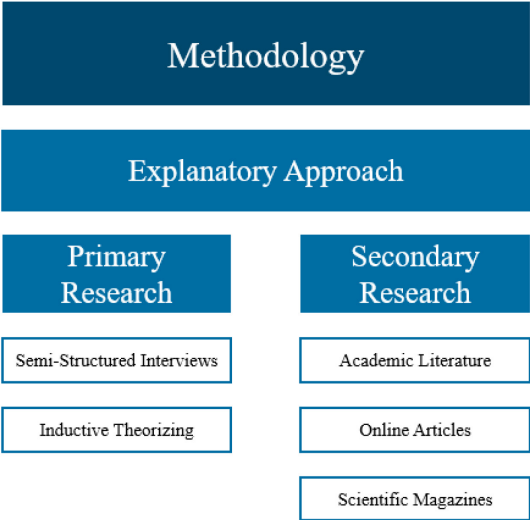 Methodology
Explanatory Approach
Primary
Research
Semi-Structured Interviews
Inductive Theorizing
Secondary
Research
Academic Literature
Online Articles
Scientific Magazines